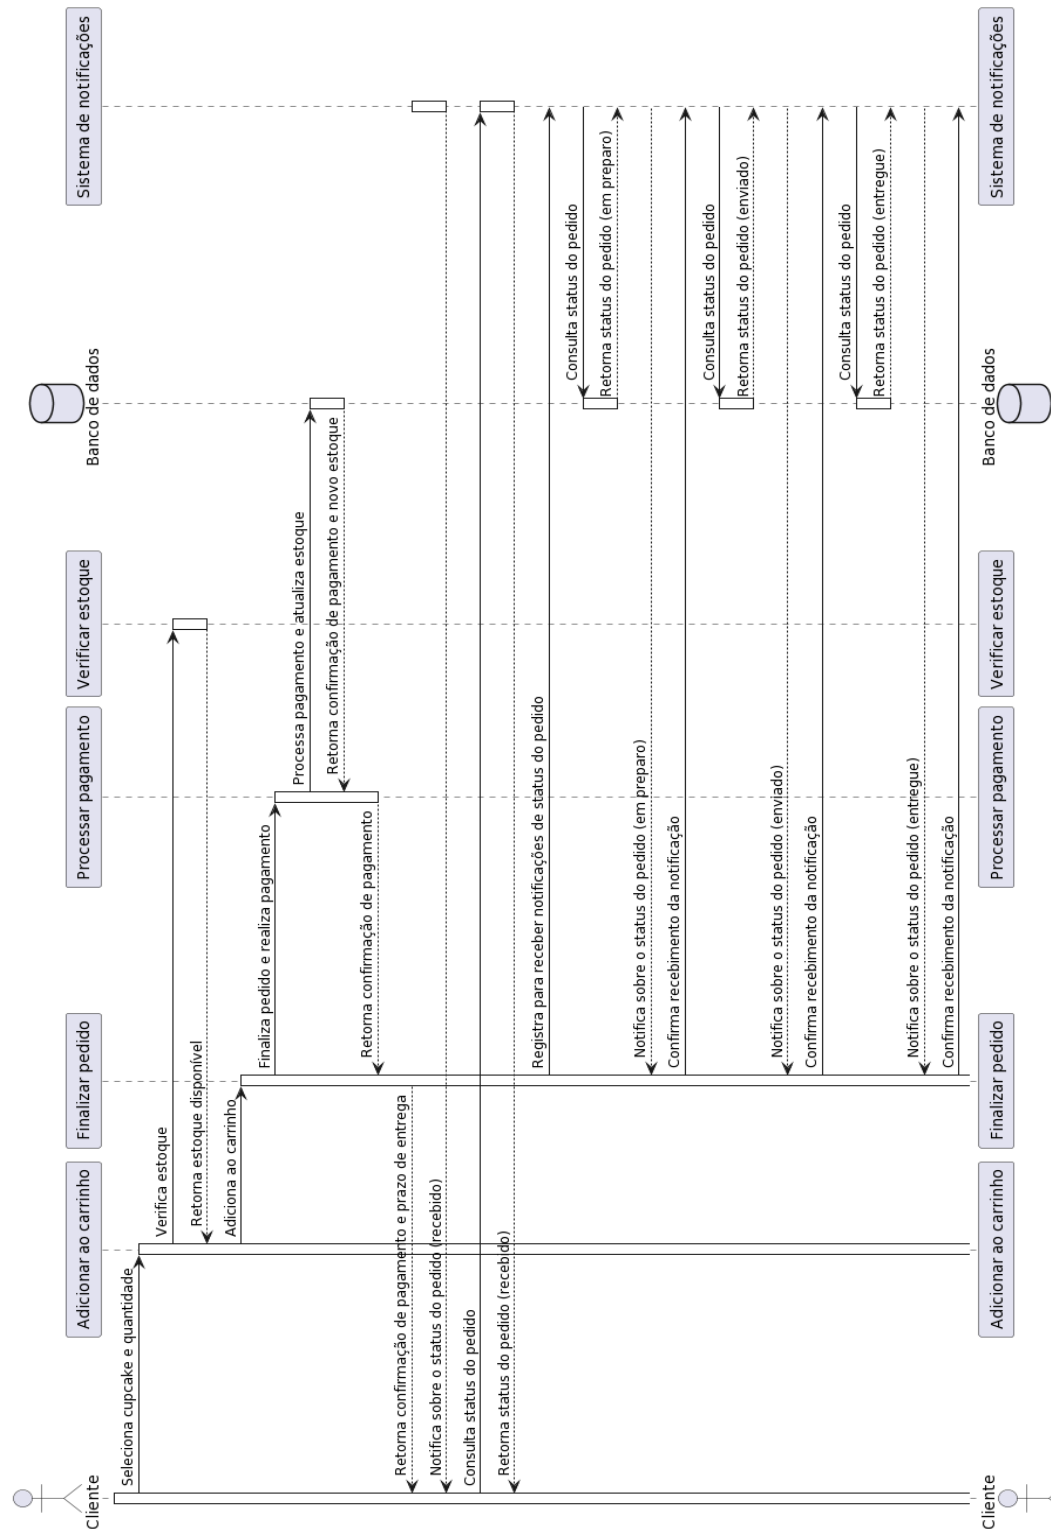 Cliente
Adicionar ao carrinho
Finalizar pedido
Processar pagamento
Verificar estoque
Banco de dados
Sistema de notificações
Seleciona cupcake e quantidade
Verifica estoque
Retorna estoque disponível
Adiciona ao carrinho
Finaliza pedido e realiza pagamento
Processa pagamento e atualiza estoque
Retorna confirmação de pagamento e novo estoque
Retorna confirmação de pagamento
Retorna confirmação de pagamento e prazo de entrega
Notifica sobre o status do pedido (recebido)
Consulta status do pedido
Retorna status do pedido (recebido)
Registra para receber notificações de status do pedido
Consulta status do pedido
Retorna status do pedido (em preparo)
Notifica sobre o status do pedido (em preparo)
Confirma recebimento da notificação
Consulta status do pedido
Retorna status do pedido (enviado)
Notifica sobre o status do pedido (enviado)
Confirma recebimento da notificação
Consulta status do pedido
Retorna status do pedido (entregue)
Notifica sobre o status do pedido (entregue)
Confirma recebimento da notificação
Cliente
Adicionar ao carrinho
Finalizar pedido
Processar pagamento
Verificar estoque
Banco de dados
Sistema de notificações